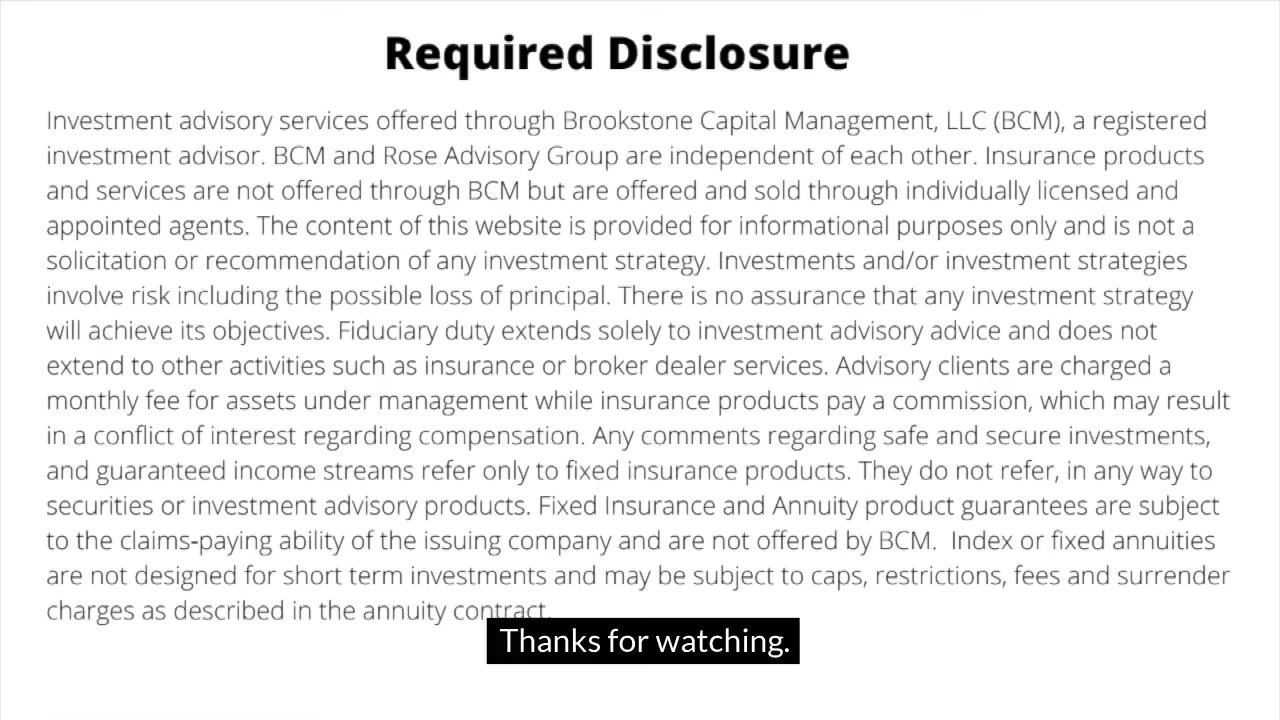 Required Disclosure
Investment advisory services offered through Brookstone Capital Management, LLC (BCM), a registered
investment advisor. BCM and Rose Advisory Group are independent of each other. Insurance products
and services are not offered through BCM but are offered and sold through individually licensed and
appointed agents. The content of this website is provided for informational purposes only and is not a
solicitation or recommendation of any investment strategy. Investments and/or investment strategies
involve risk including the possible loss of principal. There is no assurance that any investment strategy
will achieve its objectives. Fiduciary duty extends solely to investment advisory advice and does not
extend to other activities such as insurance or broker dealer services. Advisory clients are charged a
monthly fee for assets under management while insurance products pay a commission, which may result
in a conflict of interest regarding compensation. Any comments regarding safe and secure investments,
and guaranteed income streams refer only to fixed insurance products. They do not refer, in any way to
securities or investment advisory products. Fixed Insurance and Annuity product guarantees are subject
to the claims-paying ability of the issuing company and are not offered by BCM.  Index or fixed annuities
are not designed for short term investments and may be subject to caps, restrictions, fees and surrender
charges as described in the annuity contract.
Thanks for watching.